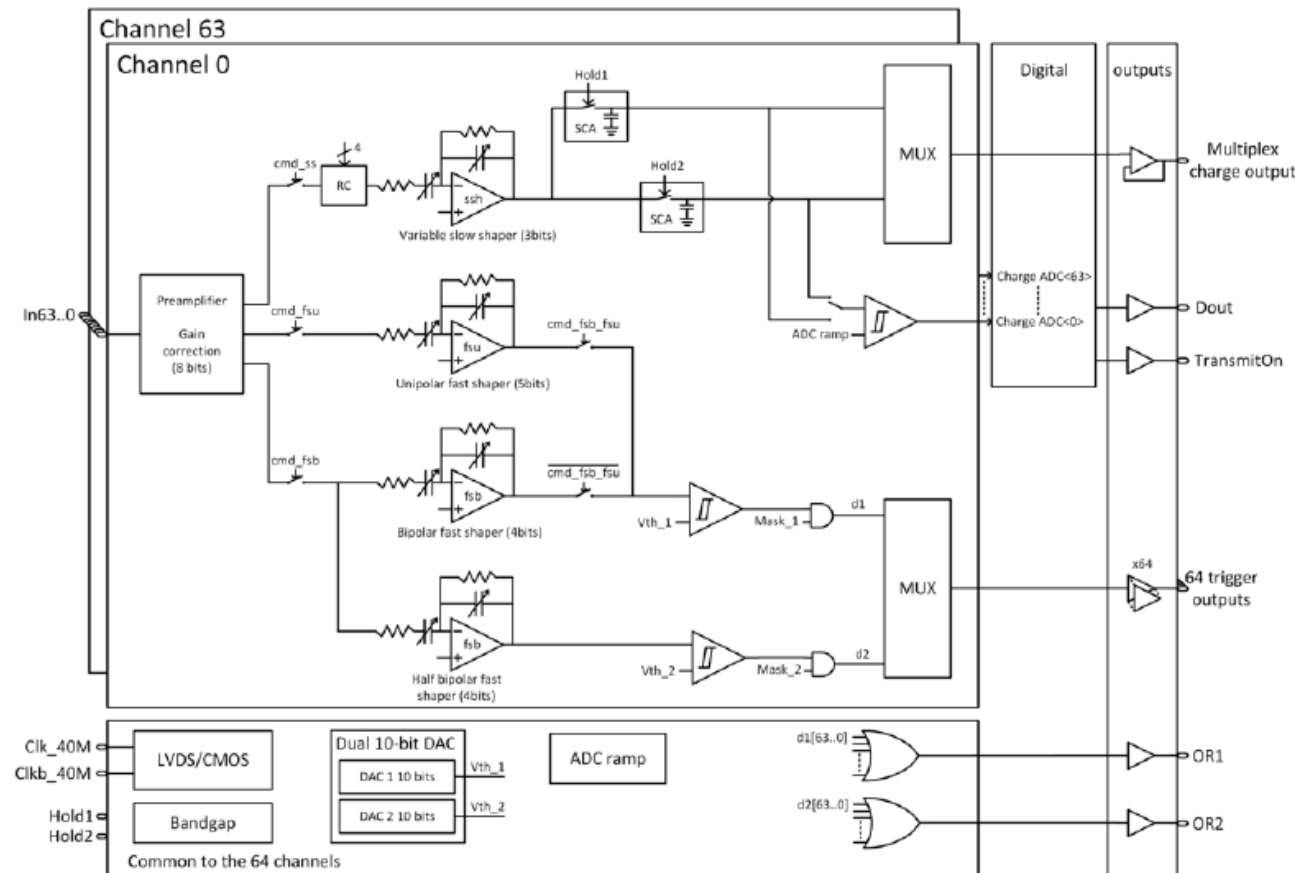 Channel 63
Channel 0
Digital
outputs
Hold1
SCA
4
cmd_ss
RC
ssh
Variable slow shaper (3bits)
Hold2
SCA
MUX
Multiplex
charge output
Preamplifier
Gain
correction
(8 bits)
In63..0
cmd_fsu
fsu
Unipolar fast shaper (5bits)
cmd_fsb_fsu
ADC ramp
Charge ADC<63>
Charge ADC<0>
Dout
TransmitOn
cmd_fsb
fsb
Bipolar fast shaper (4bits)
cmd_fsb_fsu
Vth_1
Mask_1
d1
fsb
Half bipolar fast
shaper (4bits)
Vth_2
Mask_2
d2
MUX
x64
64 trigger
outputs
Clk_40M
Clkb_40M
Hold1
Hold2
LVDS/CMOS
Bandgap
Common to the 64 channels
Dual 10-bit DAC
DAC 1 10 bits
DAC 2 10 bits
Vth_1
Vth_2
ADC ramp
d1[63..0]
d2[63..0]
OR1
OR2